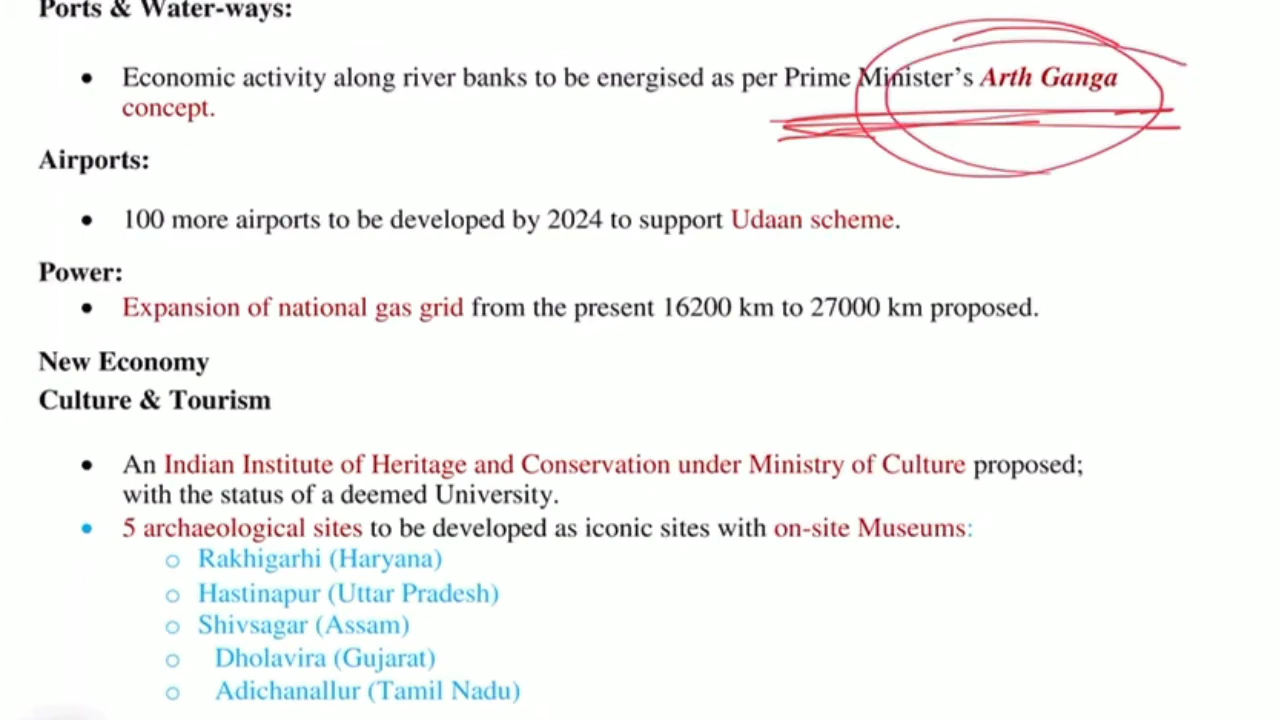 Ports & Water-ways:
• Economic activity along river banks to be energised as per Prime Minister's Arth Ganga
concept.
Airports:
• 100 more airports to be developed by 2024 to support Udaan scheme.
Power:
• Expansion of national gas grid from the present 16200 km to 27000 km proposed.
New Economy
Culture & Tourism
• An Indian Institute of Heritage and Conservation under Ministry of Culture proposed;
with the status of a deemed University.
• 5 archaeological sites to be developed as iconic sites with on-site Museums:
o Rakhigarhi (Haryana)
o Hastinapur (Uttar Pradesh)
o Shivsagar (Assam)
o Dholavira (Gujarat)
o Adichanallur (Tamil Nadu)